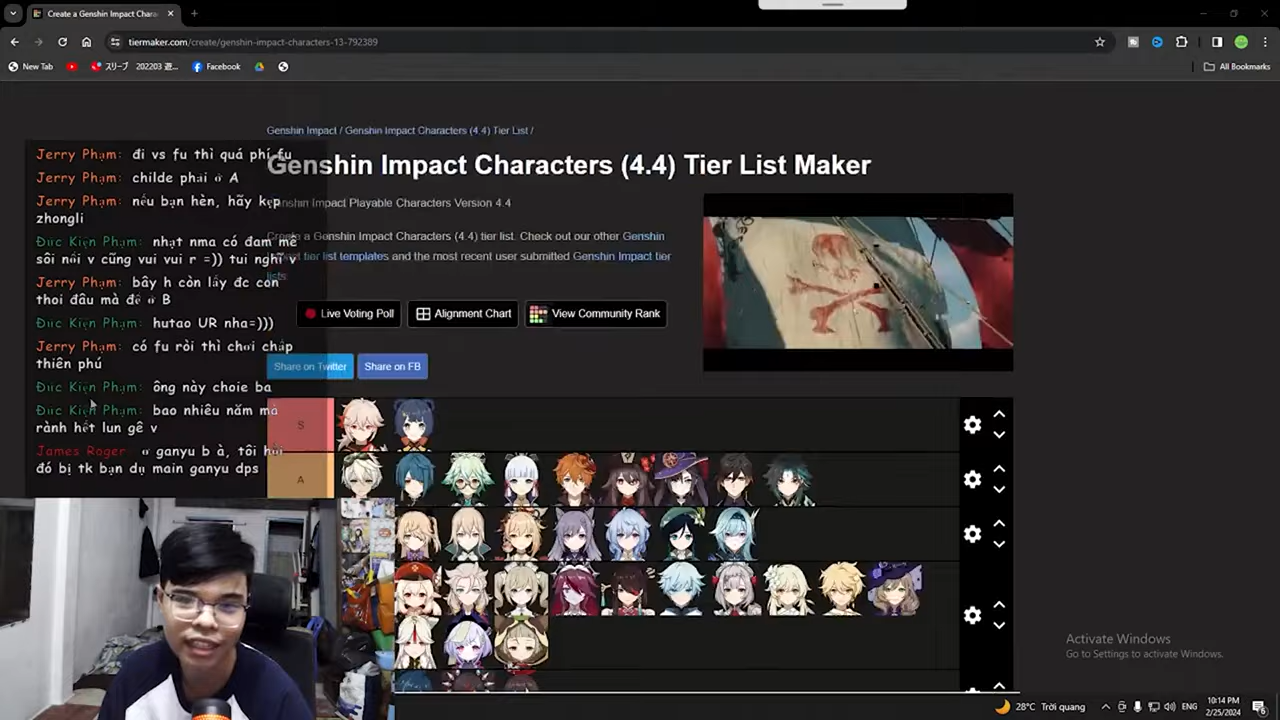 Create a Genshin Impact Chara
tiermaker.com/create/genshin-impact-characters-13-792389
New Tab
スリーブ
202203 遊...
Facebook
All Bookmarks
Genshin Impact / Genshin Impact Characters (4.4) Tier List /
Genshin Impact Characters (4.4) Tier List Maker
Genshin Impact Playable Characters Version 4.4
Create a Genshin Impact Characters (4.4) tier list. Check out our other Genshin
tier list templates and the most recent user submitted Genshin Impact tier
lists.
Live Voting Poll
Alignment Chart
View Community Rank
Share on Twitter
Share on FB
S
A
Jerry Phạm: đi vs fu thì quá phí fu
Jerry Phạm: childe phải ở A
Jerry Phạm: nếu bạn hèn, hãy kẹp
zhongli
Đức Kiện Phạm: nhạt nma có đam mê
sôi nổi v cũng vui vui r =)) tui nghĩ v
Jerry Phạm: bây h còn lấy đc con
thoi đâu mà để ở B
Đức Kiện Phạm: hutao UR nha=)))
Jerry Phạm: có fu rồi thì chơi chấp
thiên phú
Đức Kiện Phạm: ông này choie ba
Đức Kiện Phạm: bao nhiêu năm mà
rành hết lun gê v
James Roger: ơ ganyu b à, tôi hồi
đó bị tk bạn dụ main ganyu dps
Activate Windows
Go to Settings to activate Windows.
28°C Trời quang
ENG
10:14 PM
2/25/2024